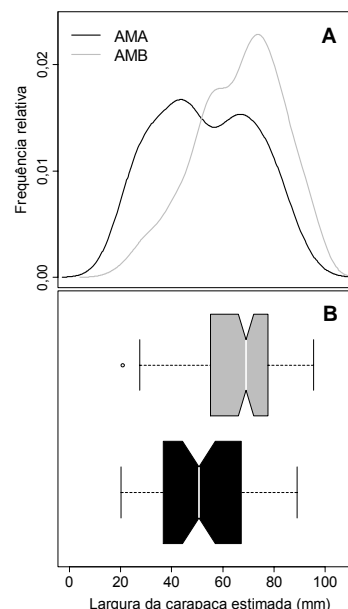 A
AMA
AMB
Frequência relativa
0,02
0,01
0,00
B
0 20 40 60 80 100
Largura da carapaça estimada (mm)